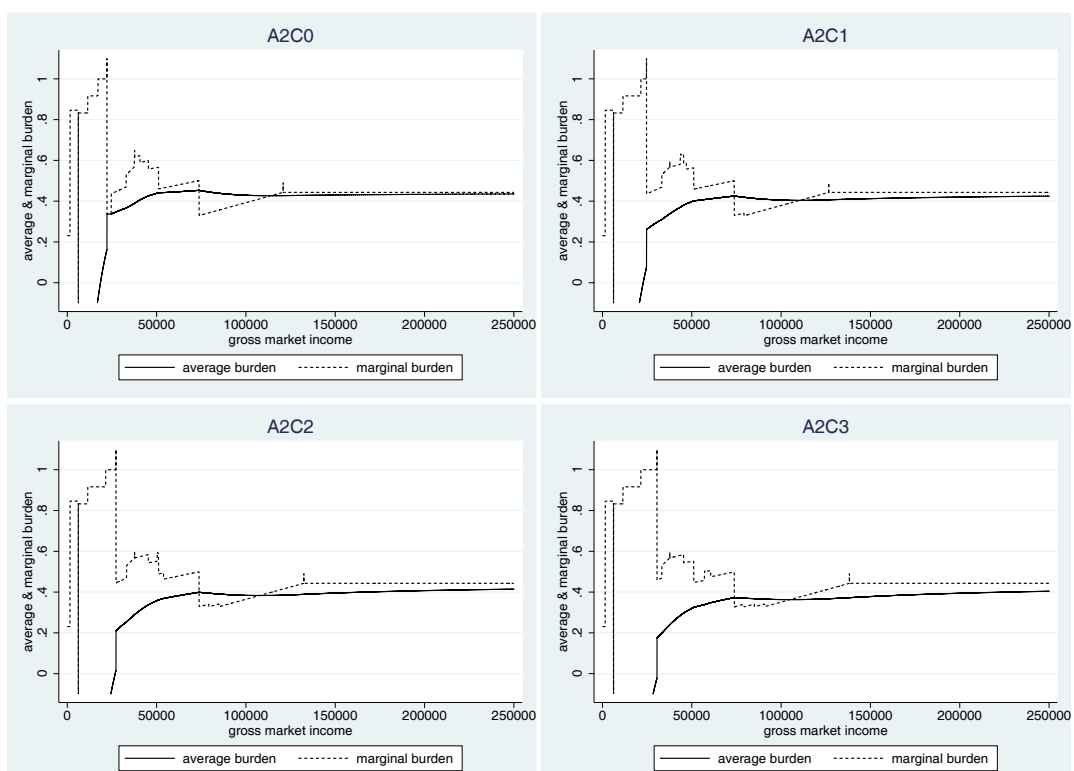 A2C0
average & marginal burden
1
.8
.6
.4
.2
0
0 50000 100000 150000 200000 250000
gross market income
average burden marginal burden
A2C1
average & marginal burden
1
.8
.6
.4
.2
0
0 50000 100000 150000 200000 250000
gross market income
average burden marginal burden
A2C2
average & marginal burden
1
.8
.6
.4
.2
0
0 50000 100000 150000 200000 250000
gross market income
average burden marginal burden
A2C3
average & marginal burden
1
.8
.6
.4
.2
0
0 50000 100000 150000 200000 250000
gross market income
average burden marginal burden